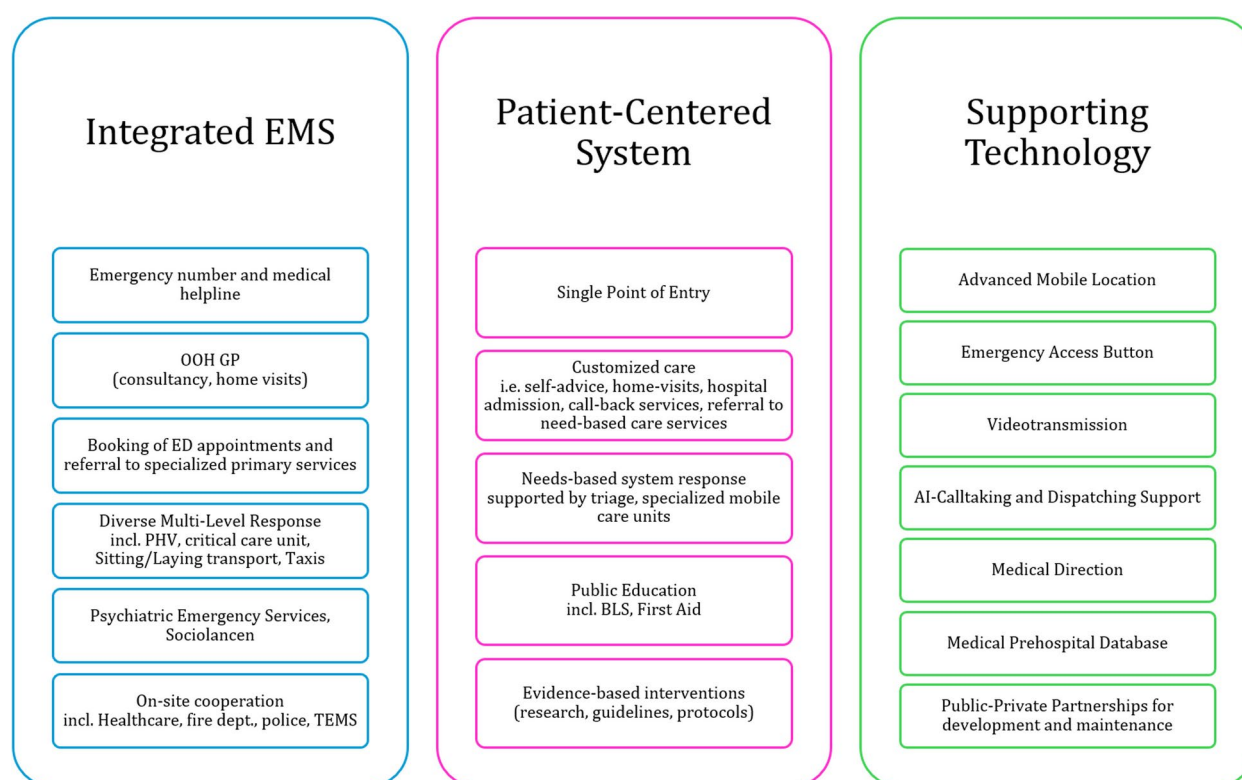 Integrated EMS
Emergency number and medical
helpline
OOH GP
(consultancy, home visits)
Booking of ED appointments and
referral to specialized primary services
Diverse Multi-Level Response
incl. PHV, critical care unit,
Sitting/Laying transport, Taxis
Psychiatric Emergency Services,
Sociolancen
On-site cooperation
incl. Healthcare, fire dept., police, TEMS
Patient-Centered
System
Single Point of Entry
Customized care
i.e. self-advice, home-visits, hospital
admission, call-back services, referral to
need-based care services
Needs-based system response
supported by triage, specialized mobile
care units
Public Education
incl. BLS, First Aid
Evidence-based interventions
(research, guidelines, protocols)
Supporting
Technology
Advanced Mobile Location
Emergency Access Button
Videotransmission
AI-Calltaking and Dispatching Support
Medical Direction
Medical Prehospital Database
Public-Private Partnerships for
development and maintenance